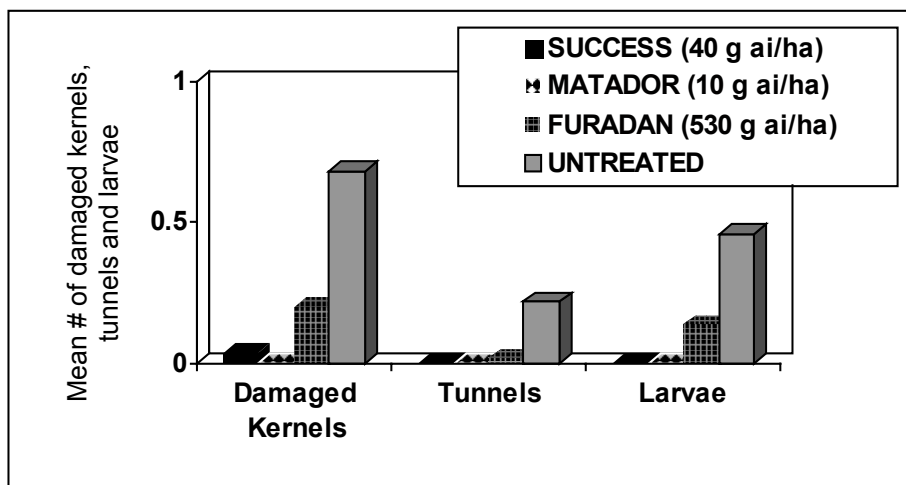 SUCCESS (40 g ai/ha)
MATADOR (10 g ai/ha)
FURADAN (530 g ai/ha)
UNTREATED
Mean # of damaged kernels,
tunnels and larvae
1
0.5
0
Damaged
Kernels
Tunnels
Larvae